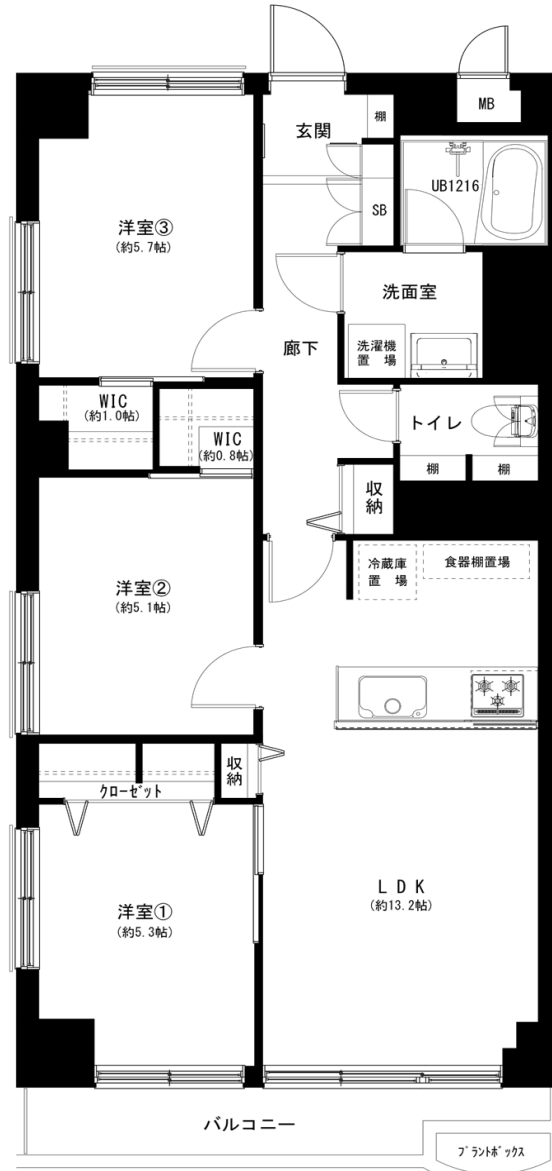 MB
玄関
棚
UB1216
SB
洋室③
(約5.7帖)
洗面室
廊下
洗濯機
置場
WIC
(約1.0帖)
WIC
(約0.8帖)
トイレ
棚
棚
収納
冷蔵庫
置場
食器棚置場
洋室②
(約5.1帖)
収納
クローゼット
洋室①
(約5.3帖)
LDK
(約13.2帖)
バルコニー
プラントボックス